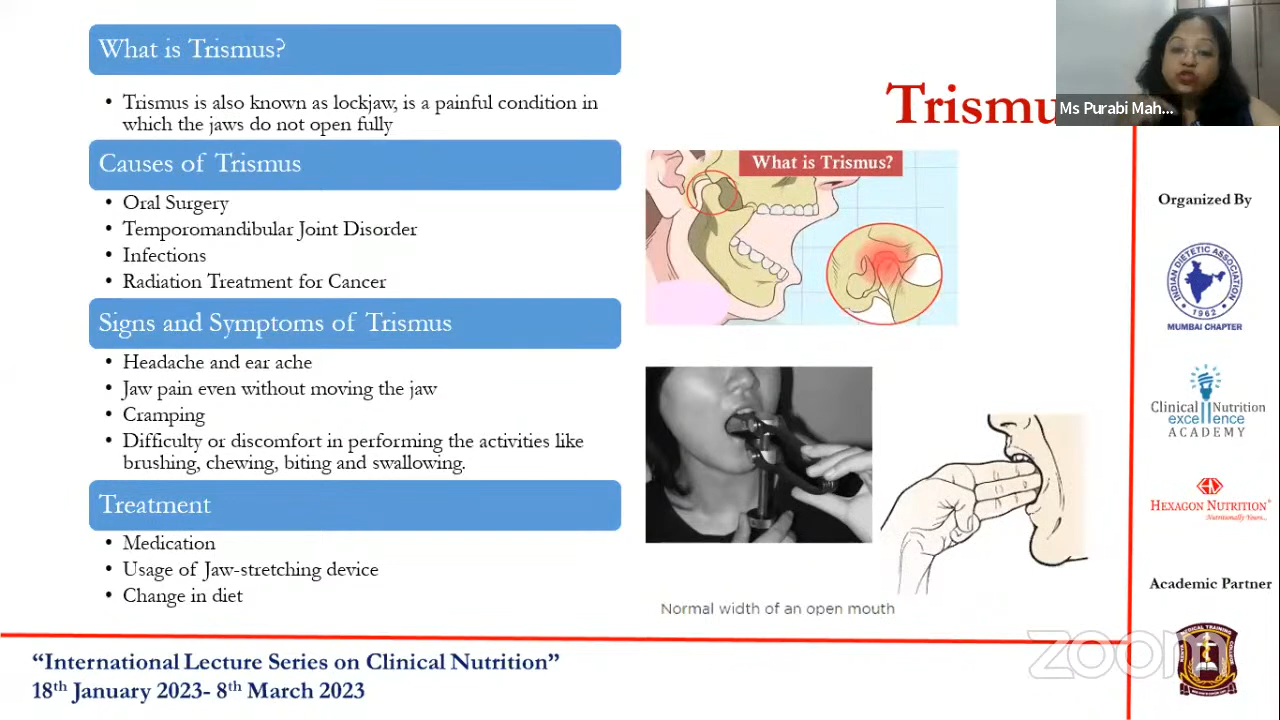 What is Trismus?
• Trismus is also known as lockjaw, is a painful condition in
which the jaws do not open fully
Causes of Trismus
• Oral Surgery
• Temporomandibular Joint Disorder
• Infections
• Radiation Treatment for Cancer
Signs and Symptoms of Trismus
• Headache and ear ache
• Jaw pain even without moving the jaw
• Cramping
• Difficulty or discomfort in performing the activities like
brushing, chewing, biting and swallowing.
Treatment
• Medication
• Usage of Jaw-stretching device
• Change in diet
Trismu
What is Trismus?
Normal width of an open mouth
Ms Purabi Mah...
Organized By
INDIAN DIETETIC ASSOCIATION
1962
MUMBAI CHAPTER
Clinical Nutrition
excellence
ACADEMY
HEXAGON NUTRITION
Nutritionally Yours...
Academic Partner
MEDICAL TRAINING
zoom
“International Lecture Series on Clinical Nutrition”
18th January 2023- 8th March 2023